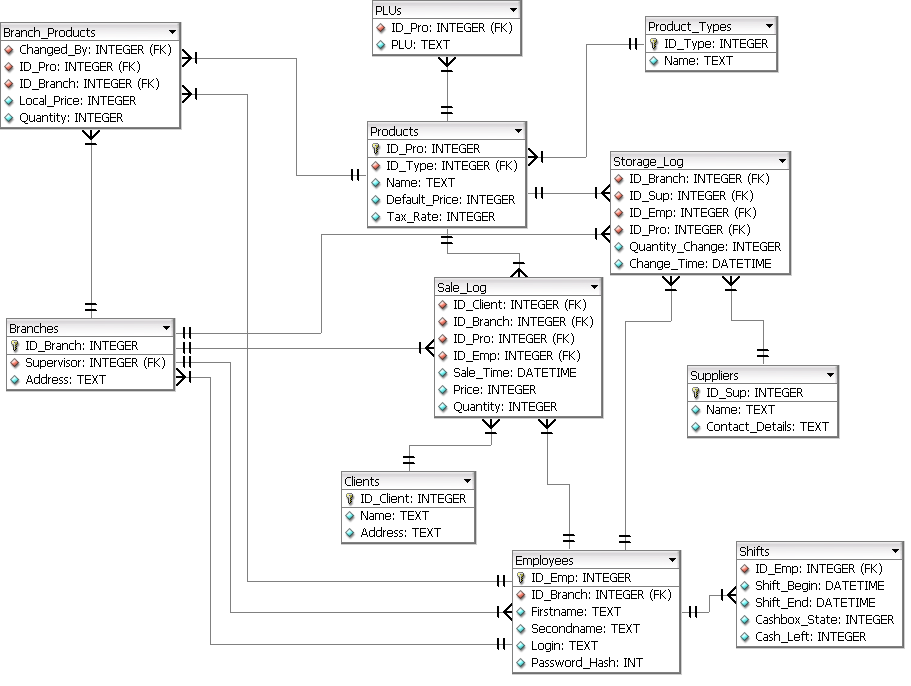 PLUs
ID_Pro: INTEGER (FK)
PLU: TEXT
Product_Types
ID_Type: INTEGER
Name: TEXT
Branch_Products
Changed_By: INTEGER (FK)
ID_Pro: INTEGER (FK)
ID_Branch: INTEGER (FK)
Local_Price: INTEGER
Quantity: INTEGER
Products
ID_Pro: INTEGER
ID_Type: INTEGER (FK)
Name: TEXT
Default_Price: INTEGER
Tax_Rate: INTEGER
Storage_Log
ID_Branch: INTEGER (FK)
ID_Sup: INTEGER (FK)
ID_Emp: INTEGER (FK)
ID_Pro: INTEGER (FK)
Quantity_Change: INTEGER
Change_Time: DATETIME
Sale_Log
ID_Client: INTEGER (FK)
ID_Branch: INTEGER (FK)
ID_Pro: INTEGER (FK)
ID_Emp: INTEGER (FK)
Sale_Time: DATETIME
Price: INTEGER
Quantity: INTEGER
Branches
ID_Branch: INTEGER
Supervisor: INTEGER (FK)
Address: TEXT
Suppliers
ID_Sup: INTEGER
Name: TEXT
Contact_Details: TEXT
Clients
ID_Client: INTEGER
Name: TEXT
Address: TEXT
Employees
ID_Emp: INTEGER
ID_Branch: INTEGER (FK)
Firstname: TEXT
Secondname: TEXT
Login: TEXT
Password_Hash: INT
Shifts
ID_Emp: INTEGER (FK)
Shift_Begin: DATETIME
Shift_End: DATETIME
Cashbox_State: INTEGER
Cash_Left: INTEGER